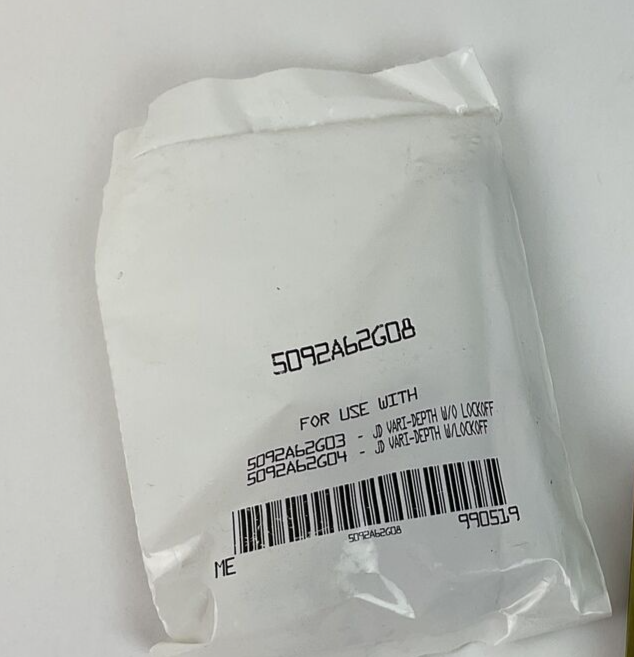 5092A62G08
FOR USE WITH
5092A62G03 - JD VARI-DEPTH W/O LOCKOFF
5092A62G04 - JD VARI-DEPTH W/LOCKOFF
5092A62G08
ME 990519